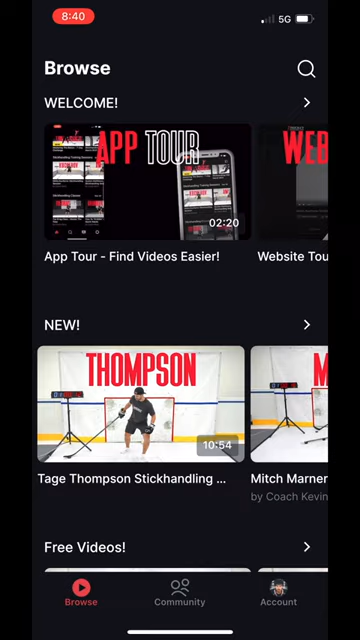 8:40
5G
Browse
WELCOME!
APP TOUR
WEB
02:20
App Tour - Find Videos Easier!
Website Tou
NEW!
THOMPSON
M
10:54
Tage Thompson Stickhandling ...
Mitch Marner
by Coach Kevin
Free Videos!
Browse
Community
Account